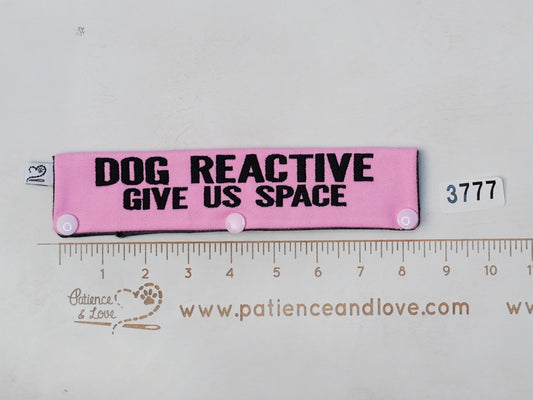 DOG REACTIVE
GIVE US SPACE
3777
1 2 3 4 5 6 7 8 9 10
Patience
& Love
www.patienceandlove.com